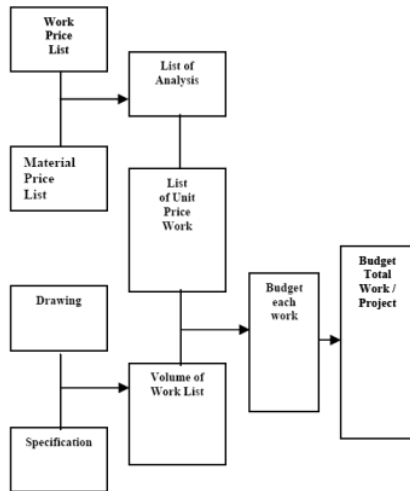 Work
Price
List
List of
Analysis
Material
Price
List
List
of Unit
Price
Work
Drawing
Budget
each
work
Budget
Total
Work /
Project
Volume of
Work List
Specification